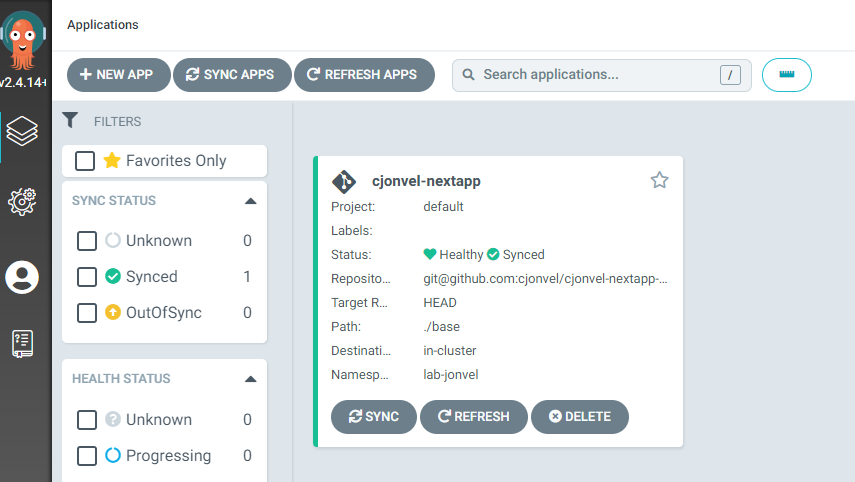 Applications
v2.4.14+
NEW APP
SYNC APPS
REFRESH APPS
Search applications...
/
FILTERS
Favorites Only
SYNC STATUS
Unknown 0
Synced 1
OutOfSync 0
HEALTH STATUS
Unknown 0
Progressing 0
cjonvel-nextapp
Project: default
Labels:
Status: Healthy Synced
Reposito... git@github.com:cjonvel/cjonvel-nextapp-...
Target R... HEAD
Path: ./base
Destinati... in-cluster
Namesp... lab-jonvel
SYNC
REFRESH
DELETE